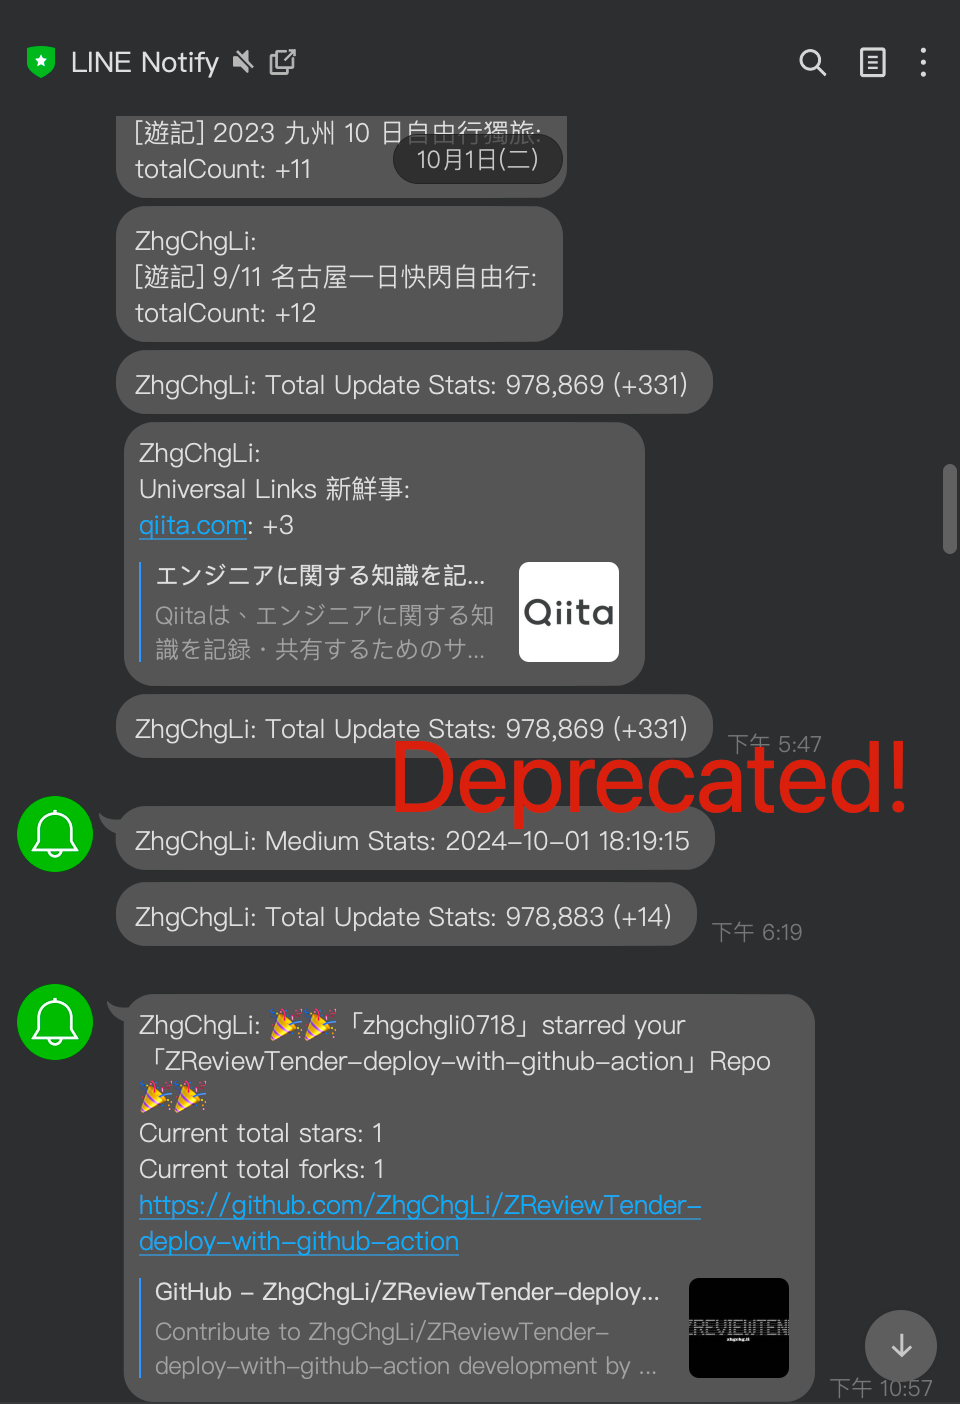 LINE Notify
[遊記] 2023 九州 10 日自由行獨旅:
totalCount: +11
10月1日(二)
ZhgChgLi:
[遊記] 9/11 名古屋一日快閃自由行:
totalCount: +12
ZhgChgLi: Total Update Stats: 978,869 (+331)
ZhgChgLi:
Universal Links 新鮮事:
qiita.com: +3
エンジニアに関する知識を記...
Qiitaは、エンジニアに関する知
識を記録・共有するためのサ...
Qiita
ZhgChgLi: Total Update Stats: 978,869 (+331)
下午 5:47
Deprecated!
ZhgChgLi: Medium Stats: 2024-10-01 18:19:15
ZhgChgLi: Total Update Stats: 978,883 (+14)
下午 6:19
ZhgChgLi: 🎉🎉「zhgchgli0718」starred your
「ZReviewTender-deploy-with-github-action」Repo
🎉🎉
Current total stars: 1
Current total forks: 1
https://github.com/ZhgChgLi/ZReviewTender-
deploy-with-github-action
GitHub - ZhgChgLi/ZReviewTender-deploy...
Contribute to ZhgChgLi/ZReviewTender-
deploy-with-github-action development by ...
ZREVIEWTEN
zhgchg.li
下午 10:57